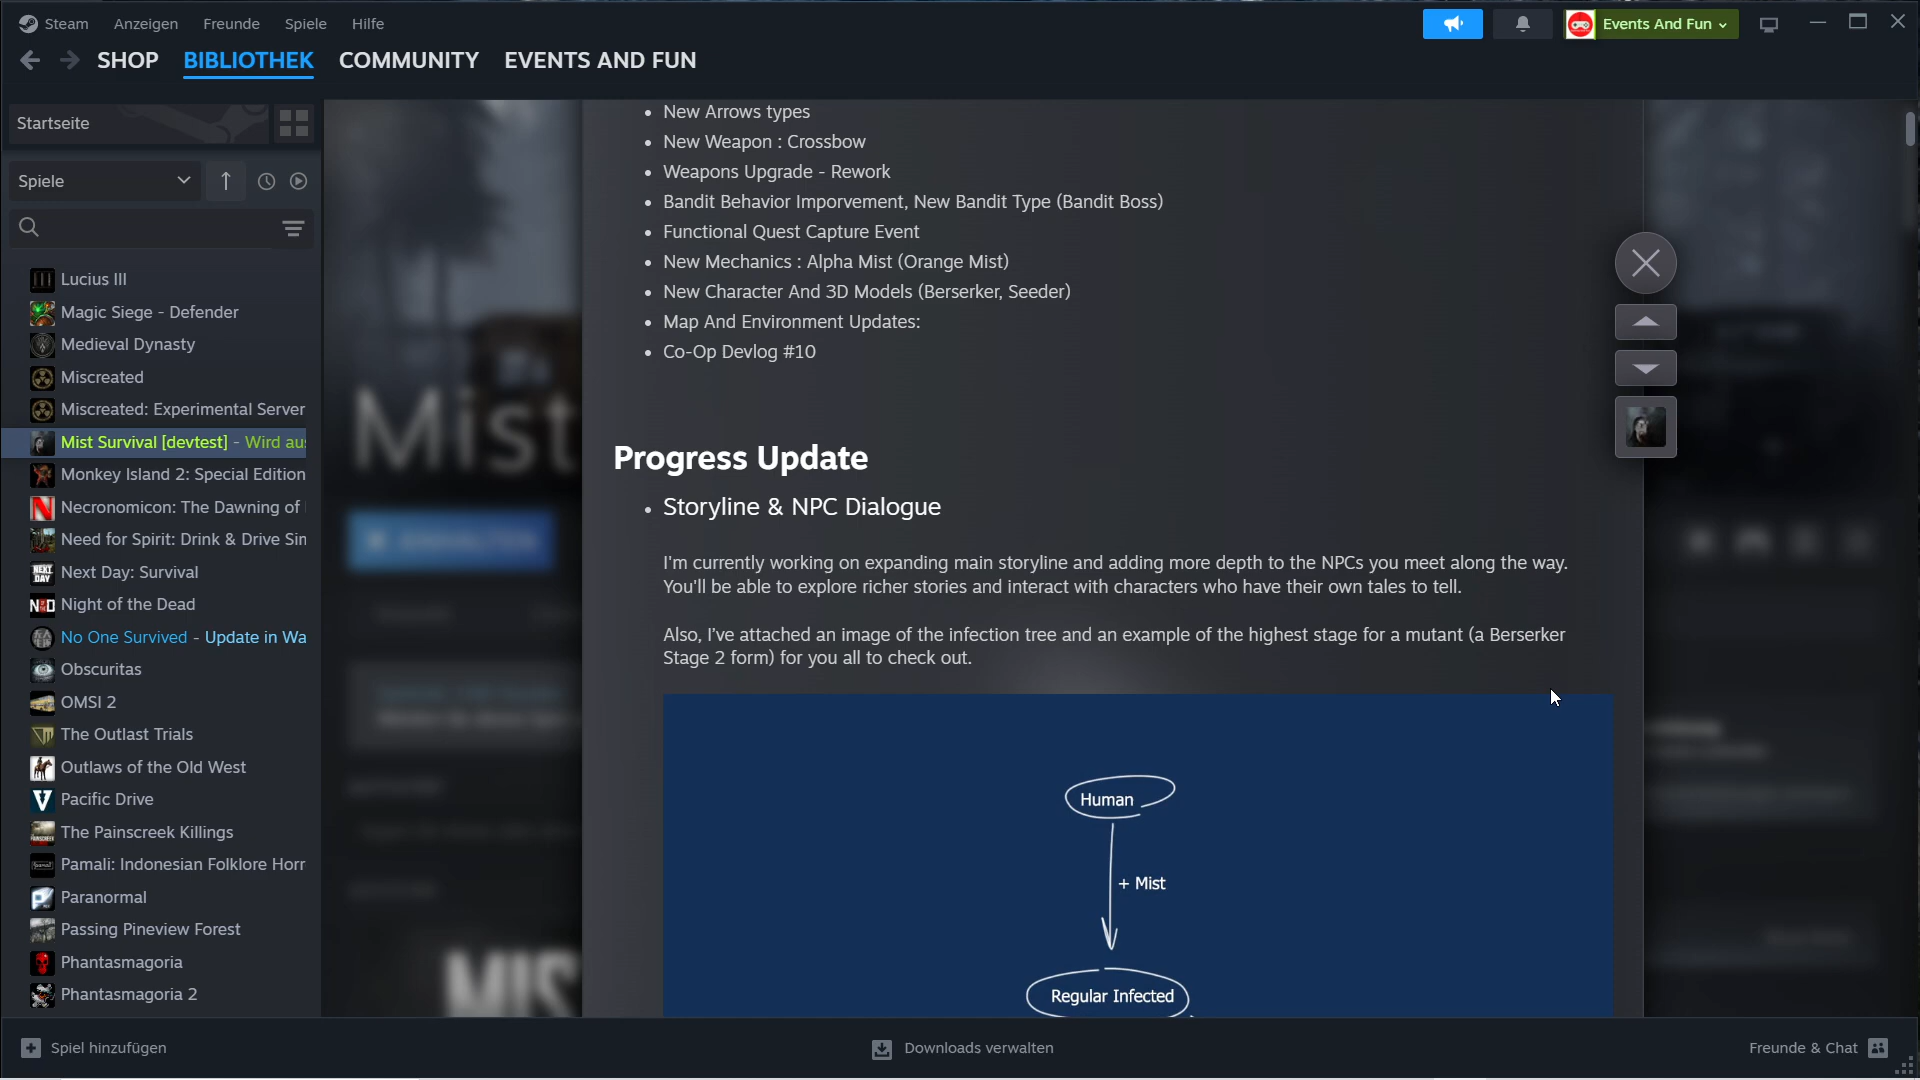 Steam Anzeigen Freunde Spiele Hilfe
Events And Fun
SHOP BIBLIOTHEK COMMUNITY EVENTS AND FUN
Startseite
Spiele
Lucius III
Magic Siege - Defender
Medieval Dynasty
Miscreated
Miscreated: Experimental Server
Mist Survival [devtest] - Wird aus
Monkey Island 2: Special Edition
Necronomicon: The Dawning of
Need for Spirit: Drink & Drive Sim
Next Day: Survival
Night of the Dead
No One Survived - Update in Wa
Obscuritas
OMSI 2
The Outlast Trials
Outlaws of the Old West
Pacific Drive
The Painscreek Killings
Pamali: Indonesian Folklore Horr
Paranormal
Passing Pineview Forest
Phantasmagoria
Phantasmagoria 2
Mist
MIS
• New Arrows types
• New Weapon : Crossbow
• Weapons Upgrade - Rework
• Bandit Behavior Imporvement, New Bandit Type (Bandit Boss)
• Functional Quest Capture Event
• New Mechanics : Alpha Mist (Orange Mist)
• New Character And 3D Models (Berserker, Seeder)
• Map And Environment Updates:
• Co-Op Devlog #10
Progress Update
• Storyline & NPC Dialogue
I'm currently working on expanding main storyline and adding more depth to the NPCs you meet along the way.
You'll be able to explore richer stories and interact with characters who have their own tales to tell.
Also, I've attached an image of the infection tree and an example of the highest stage for a mutant (a Berserker
Stage 2 form) for you all to check out.
Human
+ Mist
Regular Infected
Spiel hinzufügen
Downloads verwalten
Freunde & Chat